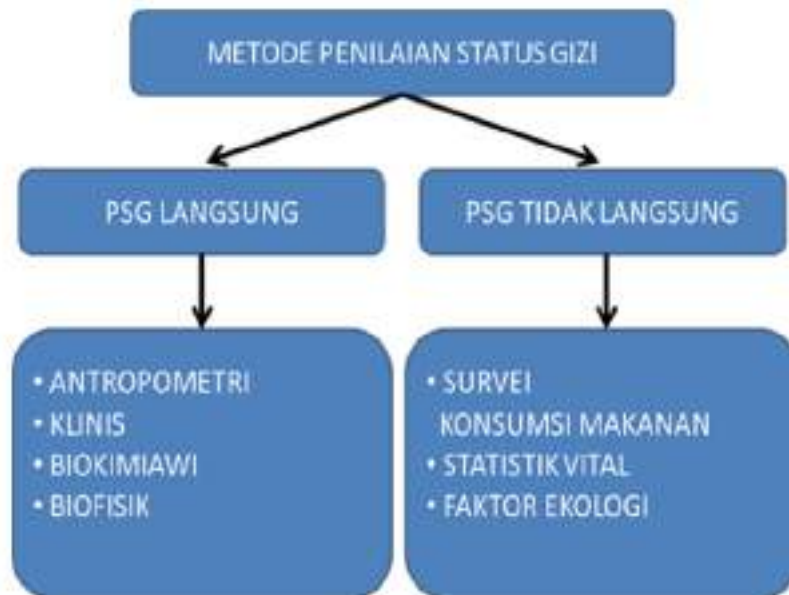 METODE PENILAIAN STATUS GIZI
PSG LANGSUNG
PSG TIDAK LANGSUNG
• ANTROPOMETRI
• KLINIS
• BIOKIMIAWI
• BIOFISIK
• SURVEI
KONSUMSI MAKANAN
• STATISTIK VITAL
• FAKTOR EKOLOGI